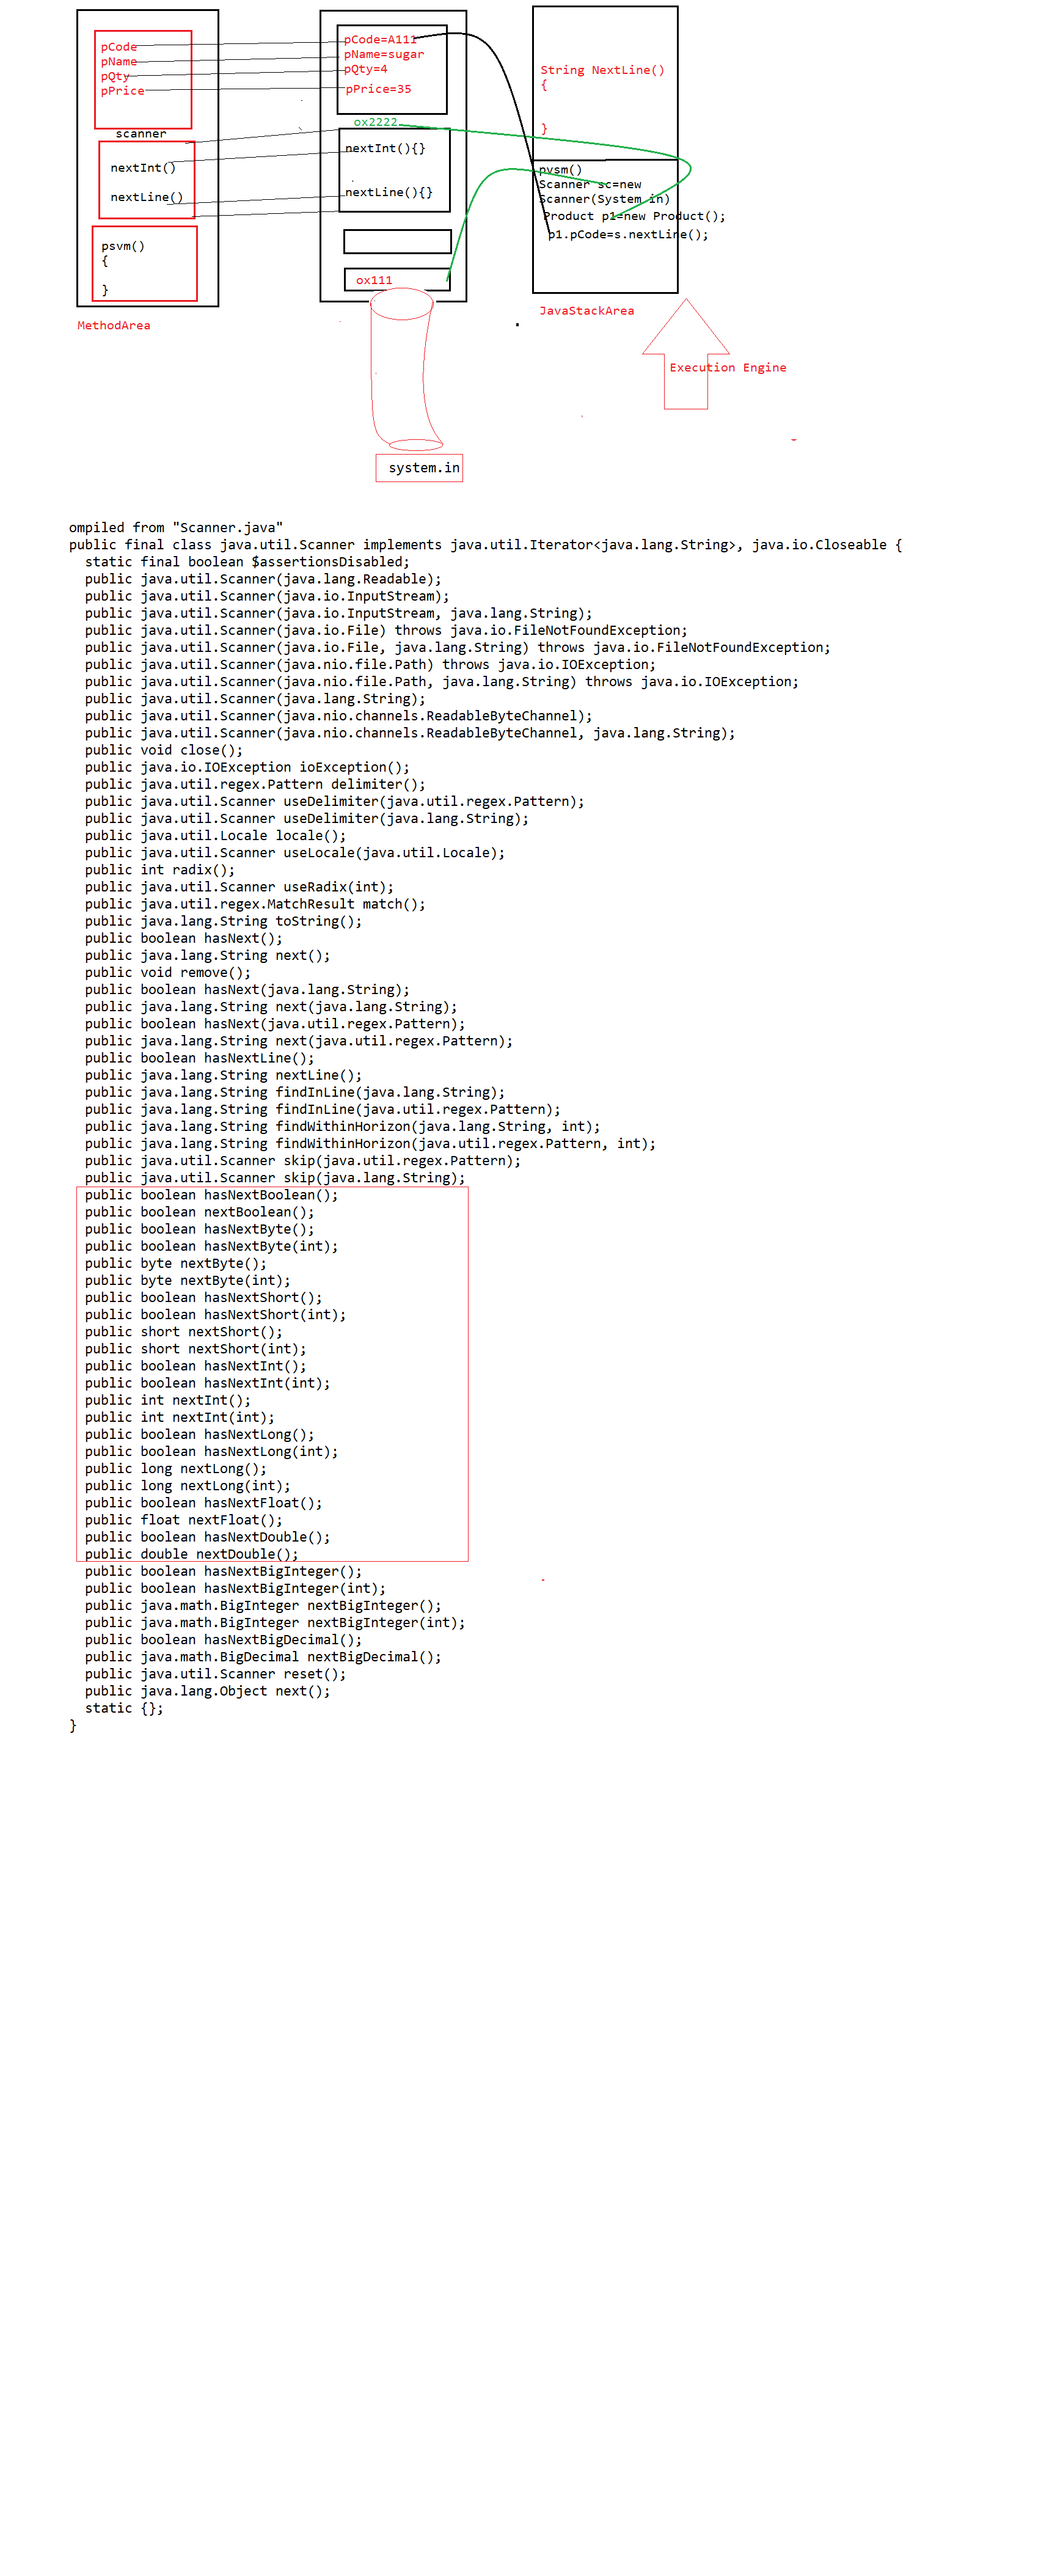 pCode
pName
pQty
pPrice
scanner
nextInt()
nextLine()
psvm()
{
}
MethodArea
pCode=A111
pName=sugar
pQty=4
pPrice=35
ox2222
nextInt(){}
nextLine(){}
ox111
system.in
String NextLine()
{
}
pvsm()
Scanner sc=new
Scanner(System.in)
Product p1=new Product();
p1.pCode=s.nextLine();
JavaStackArea
Execution Engine
ompiled from "Scanner.java"
public final class java.util.Scanner implements java.util.Iterator<java.lang.String>, java.io.Closeable {
static final boolean $assertionsDisabled;
public java.util.Scanner(java.lang.Readable);
public java.util.Scanner(java.io.InputStream);
public java.util.Scanner(java.io.InputStream, java.lang.String);
public java.util.Scanner(java.io.File) throws java.io.FileNotFoundException;
public java.util.Scanner(java.io.File, java.lang.String) throws java.io.FileNotFoundException;
public java.util.Scanner(java.nio.file.Path) throws java.io.IOException;
public java.util.Scanner(java.nio.file.Path, java.lang.String) throws java.io.IOException;
public java.util.Scanner(java.lang.String);
public java.util.Scanner(java.nio.channels.ReadableByteChannel);
public java.util.Scanner(java.nio.channels.ReadableByteChannel, java.lang.String);
public void close();
public java.io.IOException ioException();
public java.util.regex.Pattern delimiter();
public java.util.Scanner useDelimiter(java.util.regex.Pattern);
public java.util.Scanner useDelimiter(java.lang.String);
public java.util.Locale locale();
public java.util.Scanner useLocale(java.util.Locale);
public int radix();
public java.util.Scanner useRadix(int);
public java.util.regex.MatchResult match();
public java.lang.String toString();
public boolean hasNext();
public java.lang.String next();
public void remove();
public boolean hasNext(java.lang.String);
public java.lang.String next(java.lang.String);
public boolean hasNext(java.util.regex.Pattern);
public java.lang.String next(java.util.regex.Pattern);
public boolean hasNextLine();
public java.lang.String nextLine();
public java.lang.String findInLine(java.lang.String);
public java.lang.String findInLine(java.util.regex.Pattern);
public java.lang.String findWithinHorizon(java.lang.String, int);
public java.lang.String findWithinHorizon(java.util.regex.Pattern, int);
public java.util.Scanner skip(java.util.regex.Pattern);
public java.util.Scanner skip(java.lang.String);
public boolean hasNextBoolean();
public boolean nextBoolean();
public boolean hasNextByte();
public boolean hasNextByte(int);
public byte nextByte();
public byte nextByte(int);
public boolean hasNextShort();
public boolean hasNextShort(int);
public short nextShort();
public short nextShort(int);
public boolean hasNextInt();
public boolean hasNextInt(int);
public int nextInt();
public int nextInt(int);
public boolean hasNextLong();
public boolean hasNextLong(int);
public long nextLong();
public long nextLong(int);
public boolean hasNextFloat();
public float nextFloat();
public boolean hasNextDouble();
public double nextDouble();
public boolean hasNextBigInteger();
public boolean hasNextBigInteger(int);
public java.math.BigInteger nextBigInteger();
public java.math.BigInteger nextBigInteger(int);
public boolean hasNextBigDecimal();
public java.math.BigDecimal nextBigDecimal();
public java.util.Scanner reset();
public java.lang.Object next();
static {};
}